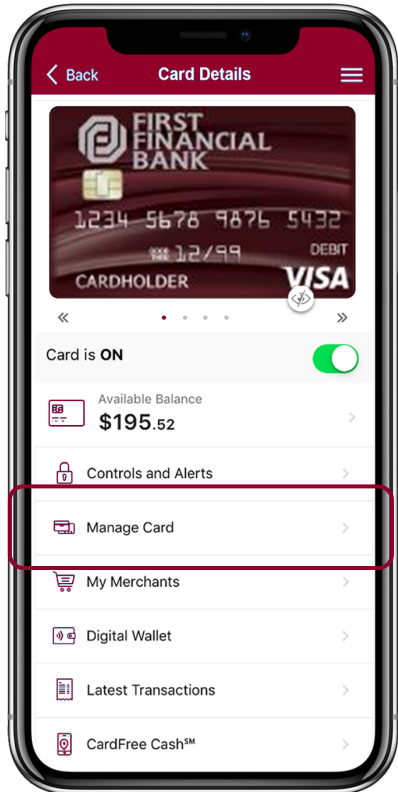 Back
Card Details
FIRST
FINANCIAL
BANK
1234 5678 9876 5432
12/99
DEBIT
CARDHOLDER
VISA
Card is ON
Available Balance
$195.52
Controls and Alerts
Manage Card
My Merchants
Digital Wallet
Latest Transactions
CardFree Cash℠